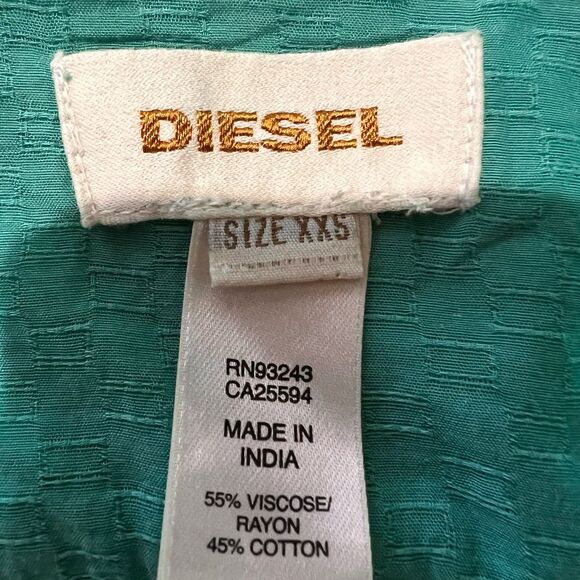 DIESEL
SIZE XXS
RN93243
CA25594
MADE IN
INDIA
55% VISCOSE/
RAYON
45% COTTON